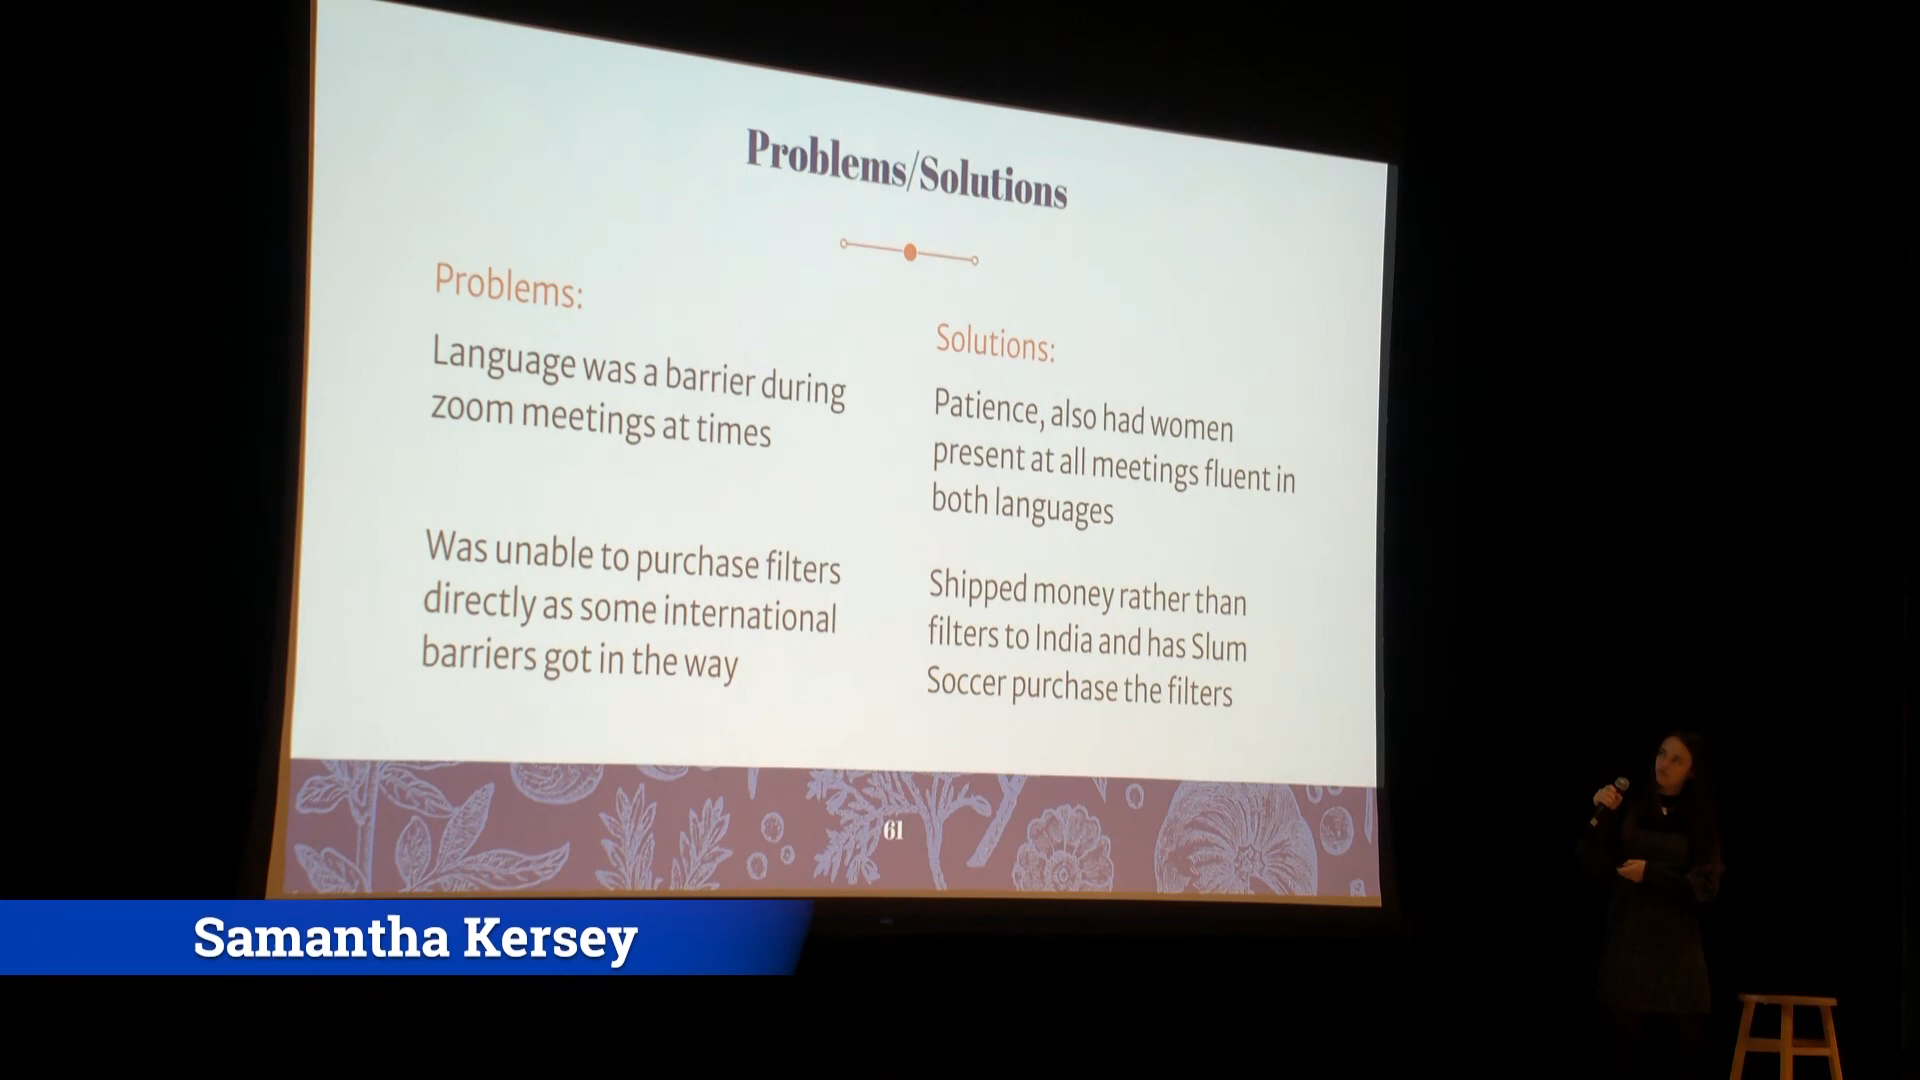 Problems/Solutions
Problems:
Language was a barrier during
zoom meetings at times
Was unable to purchase filters
directly as some international
barriers got in the way
Solutions:
Patience, also had women
present at all meetings fluent in
both languages
Shipped money rather than
filters to India and has Slum
Soccer purchase the filters
61
Samantha Kersey